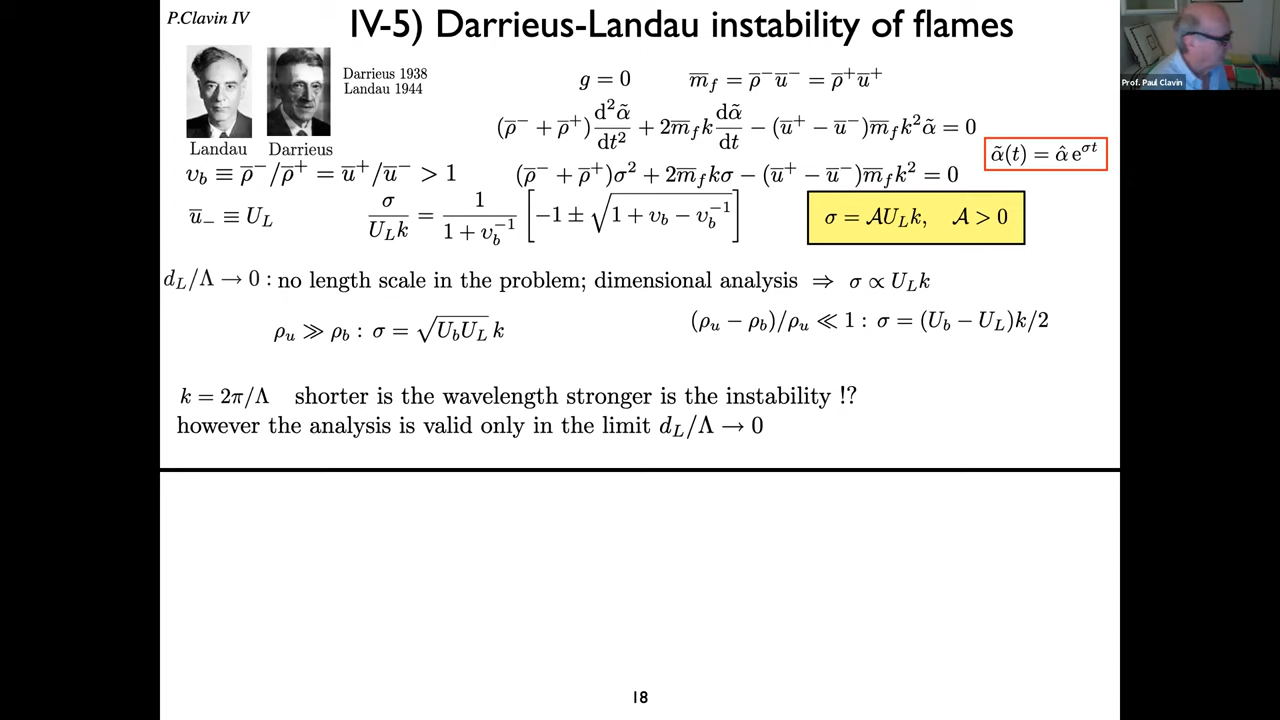 P.Clavin IV
IV-5) Darrieus-Landau instability of flames
Prof. Paul Clavin
Darrieus 1938
Landau 1944
Landau Darrieus
g = 0 m̅_f = ρ̅⁻u̅⁻ = ρ̅⁺u̅⁺
(ρ̅⁻ + ρ̅⁺) d²α̃/dt² + 2m̅_f k dα̃/dt − (u̅⁺ − u̅⁻)m̅_f k²α̃ = 0
α̃(t) = α̂ e^{σt}
υ_b ≡ ρ̅⁻/ρ̅⁺ = u̅⁺/u̅⁻ > 1 (ρ̅⁻ + ρ̅⁺)σ² + 2m̅_f kσ − (u̅⁺ − u̅⁻)m̅_f k² = 0
u̅₋ ≡ U_L σ/(U_L k) = 1/(1 + υ_b⁻¹) [−1 ± √(1 + υ_b − υ_b⁻¹)] σ = 𝒜U_L k, 𝒜 > 0
d_L/Λ → 0 : no length scale in the problem; dimensional analysis ⇒ σ ∝ U_L k
ρ_u ≫ ρ_b : σ = √(U_b U_L) k (ρ_u − ρ_b)/ρ_u ≪ 1 : σ = (U_b − U_L)k/2
k = 2π/Λ shorter is the wavelength stronger is the instability !?
however the analysis is valid only in the limit d_L/Λ → 0
18